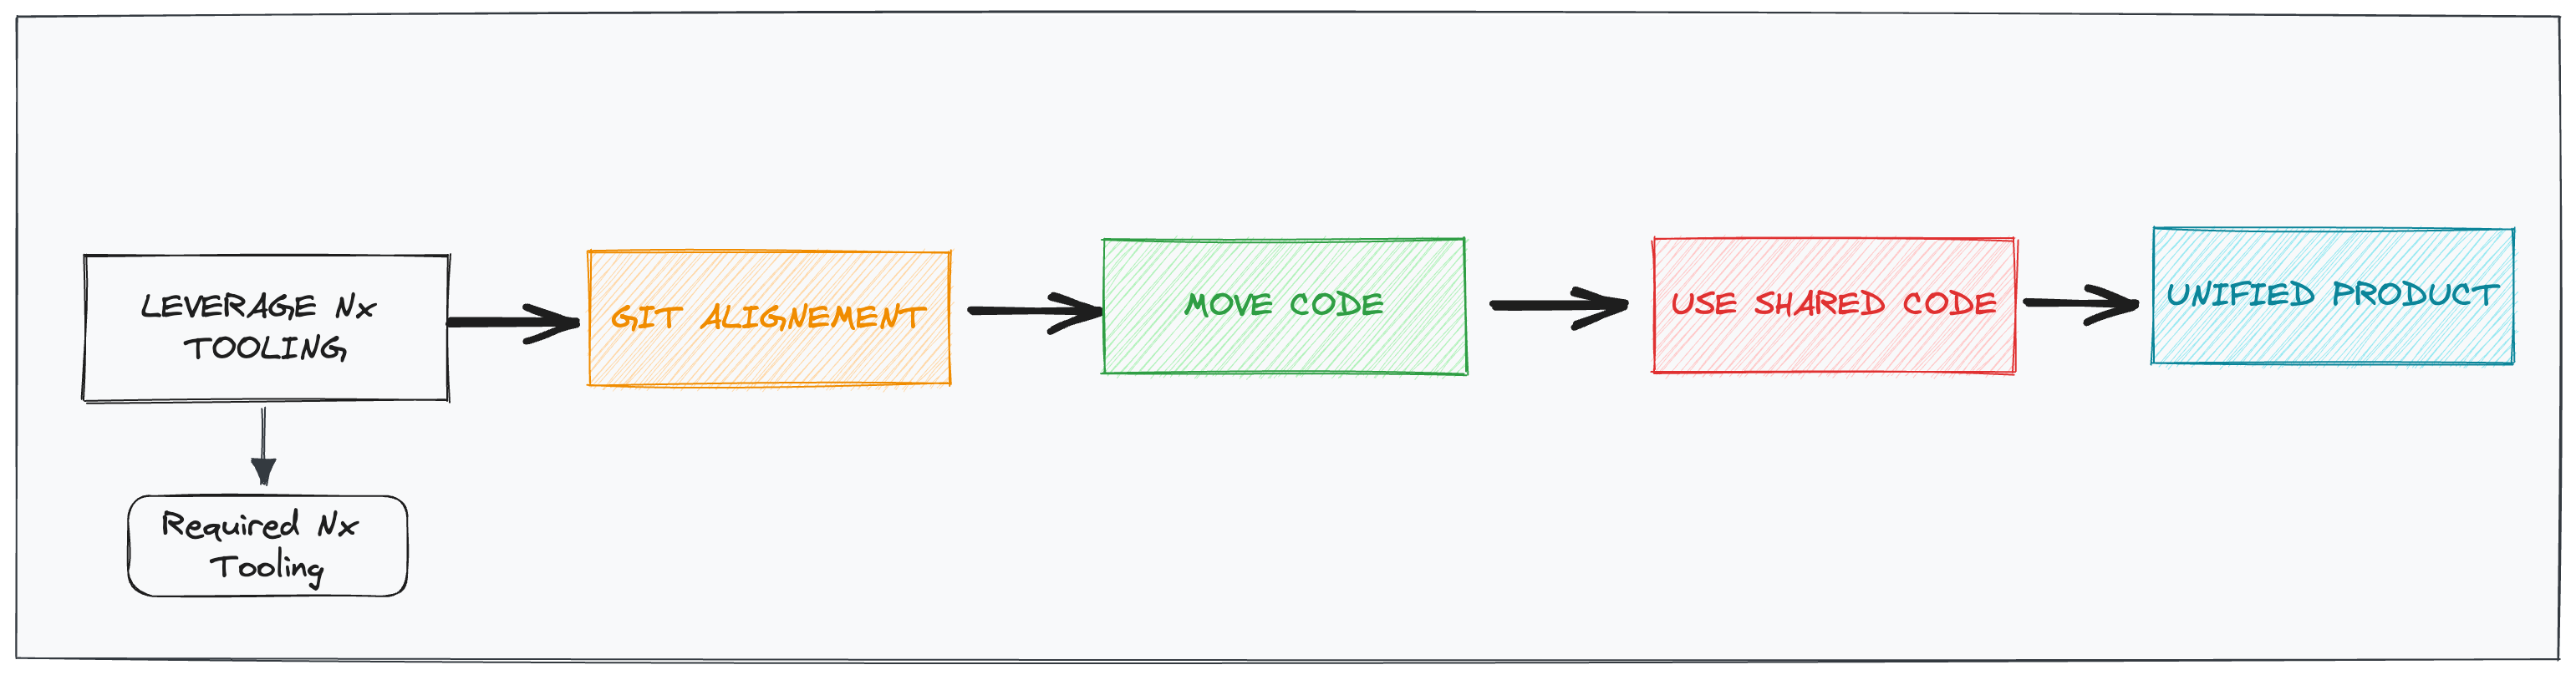 LEVERAGE Nx
TOOLING
GIT ALIGNEMENT
MOVE CODE
USE SHARED CODE
UNIFIED PRODUCT
Required Nx
Tooling